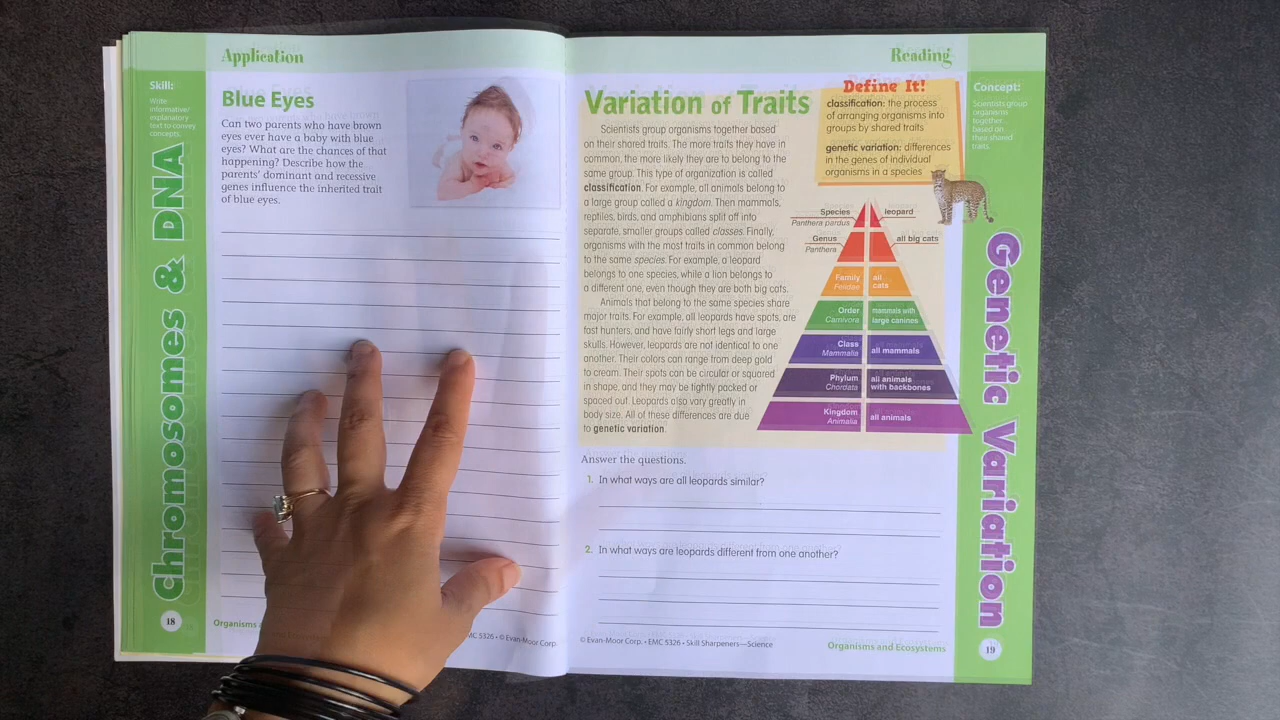 Application
Skill:
Write
informative/
explanatory
text to convey
concepts.
Chromosomes & DNA
18
Blue Eyes
Can two parents who have brown
eyes ever have a baby with blue
eyes? What are the chances of that
happening? Describe how the
parents' dominant and recessive
genes influence the inherited trait
of blue eyes.
Organisms
EMC 5326 • © Evan-Moor Corp.
Reading
Variation of Traits
Scientists group organisms together based
on their shared traits. The more traits they have in
common, the more likely they are to belong to the
same group. This type of organization is called
classification. For example, all animals belong to
a large group called a kingdom. Then mammals,
reptiles, birds, and amphibians split off into
separate, smaller groups called classes. Finally,
organisms with the most traits in common belong
to the same species. For example, a leopard
belongs to one species, while a lion belongs to
a different one, even though they are both big cats.
Animals that belong to the same species share
major traits. For example, all leopards have spots, are
fast hunters, and have fairly short legs and large
skulls. However, leopards are not identical to one
another. Their colors can range from deep gold
to cream. Their spots can be circular or squared
in shape, and they may be tightly packed or
spaced out. Leopards also vary greatly in
body size. All of these differences are due
to genetic variation.
Define It!
classification: the process
of arranging organisms into
groups by shared traits
genetic variation: differences
in the genes of individual
organisms in a species
Species
Panthera pardus
leopard
Genus
Panthera
all big cats
Family
Felidae
all
cats
Order
Carnivora
mammals with
large canines
Class
Mammalia
all mammals
Phylum
Chordata
all animals
with backbones
Kingdom
Animalia
all animals
Answer the questions.
1. In what ways are all leopards similar?
2. In what ways are leopards different from one another?
© Evan-Moor Corp. • EMC 5326 • Skill Sharpeners—Science
Organisms and Ecosystems
Concept:
Scientists group
organisms
together
based on
their shared
traits.
Genetic Variation
19